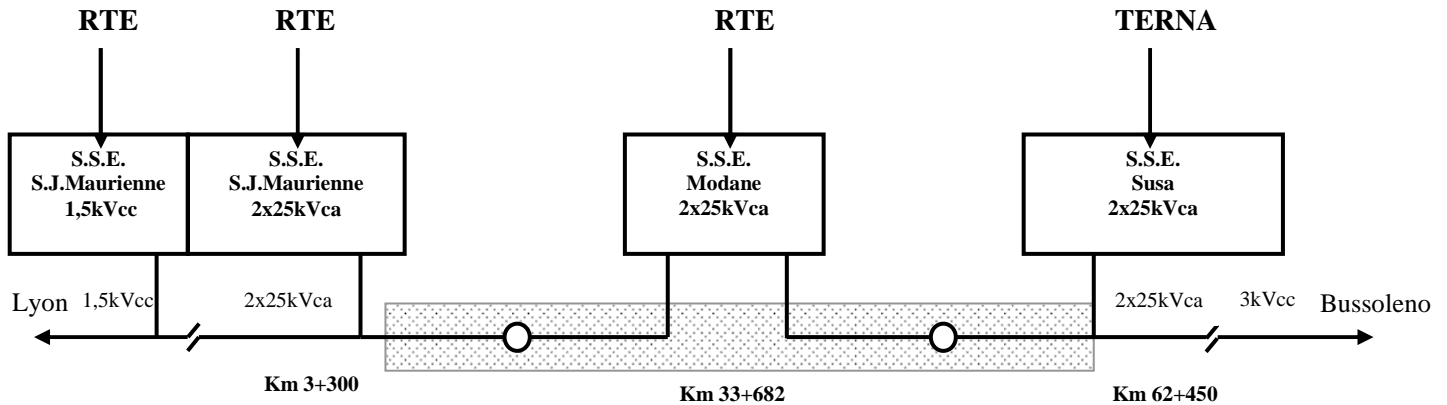 RTE RTE RTE TERNA
S.S.E. S.S.E. S.S.E. S.S.E.
S.J.Maurienne S.J.Maurienne Modane Susa
1,5kVcc 2x25kVca 2x25kVca 2x25kVca
Lyon 1,5kVcc 2x25kVca 2x25kVca 3kVcc Bussoleno
Km 3+300 Km 33+682 Km 62+450